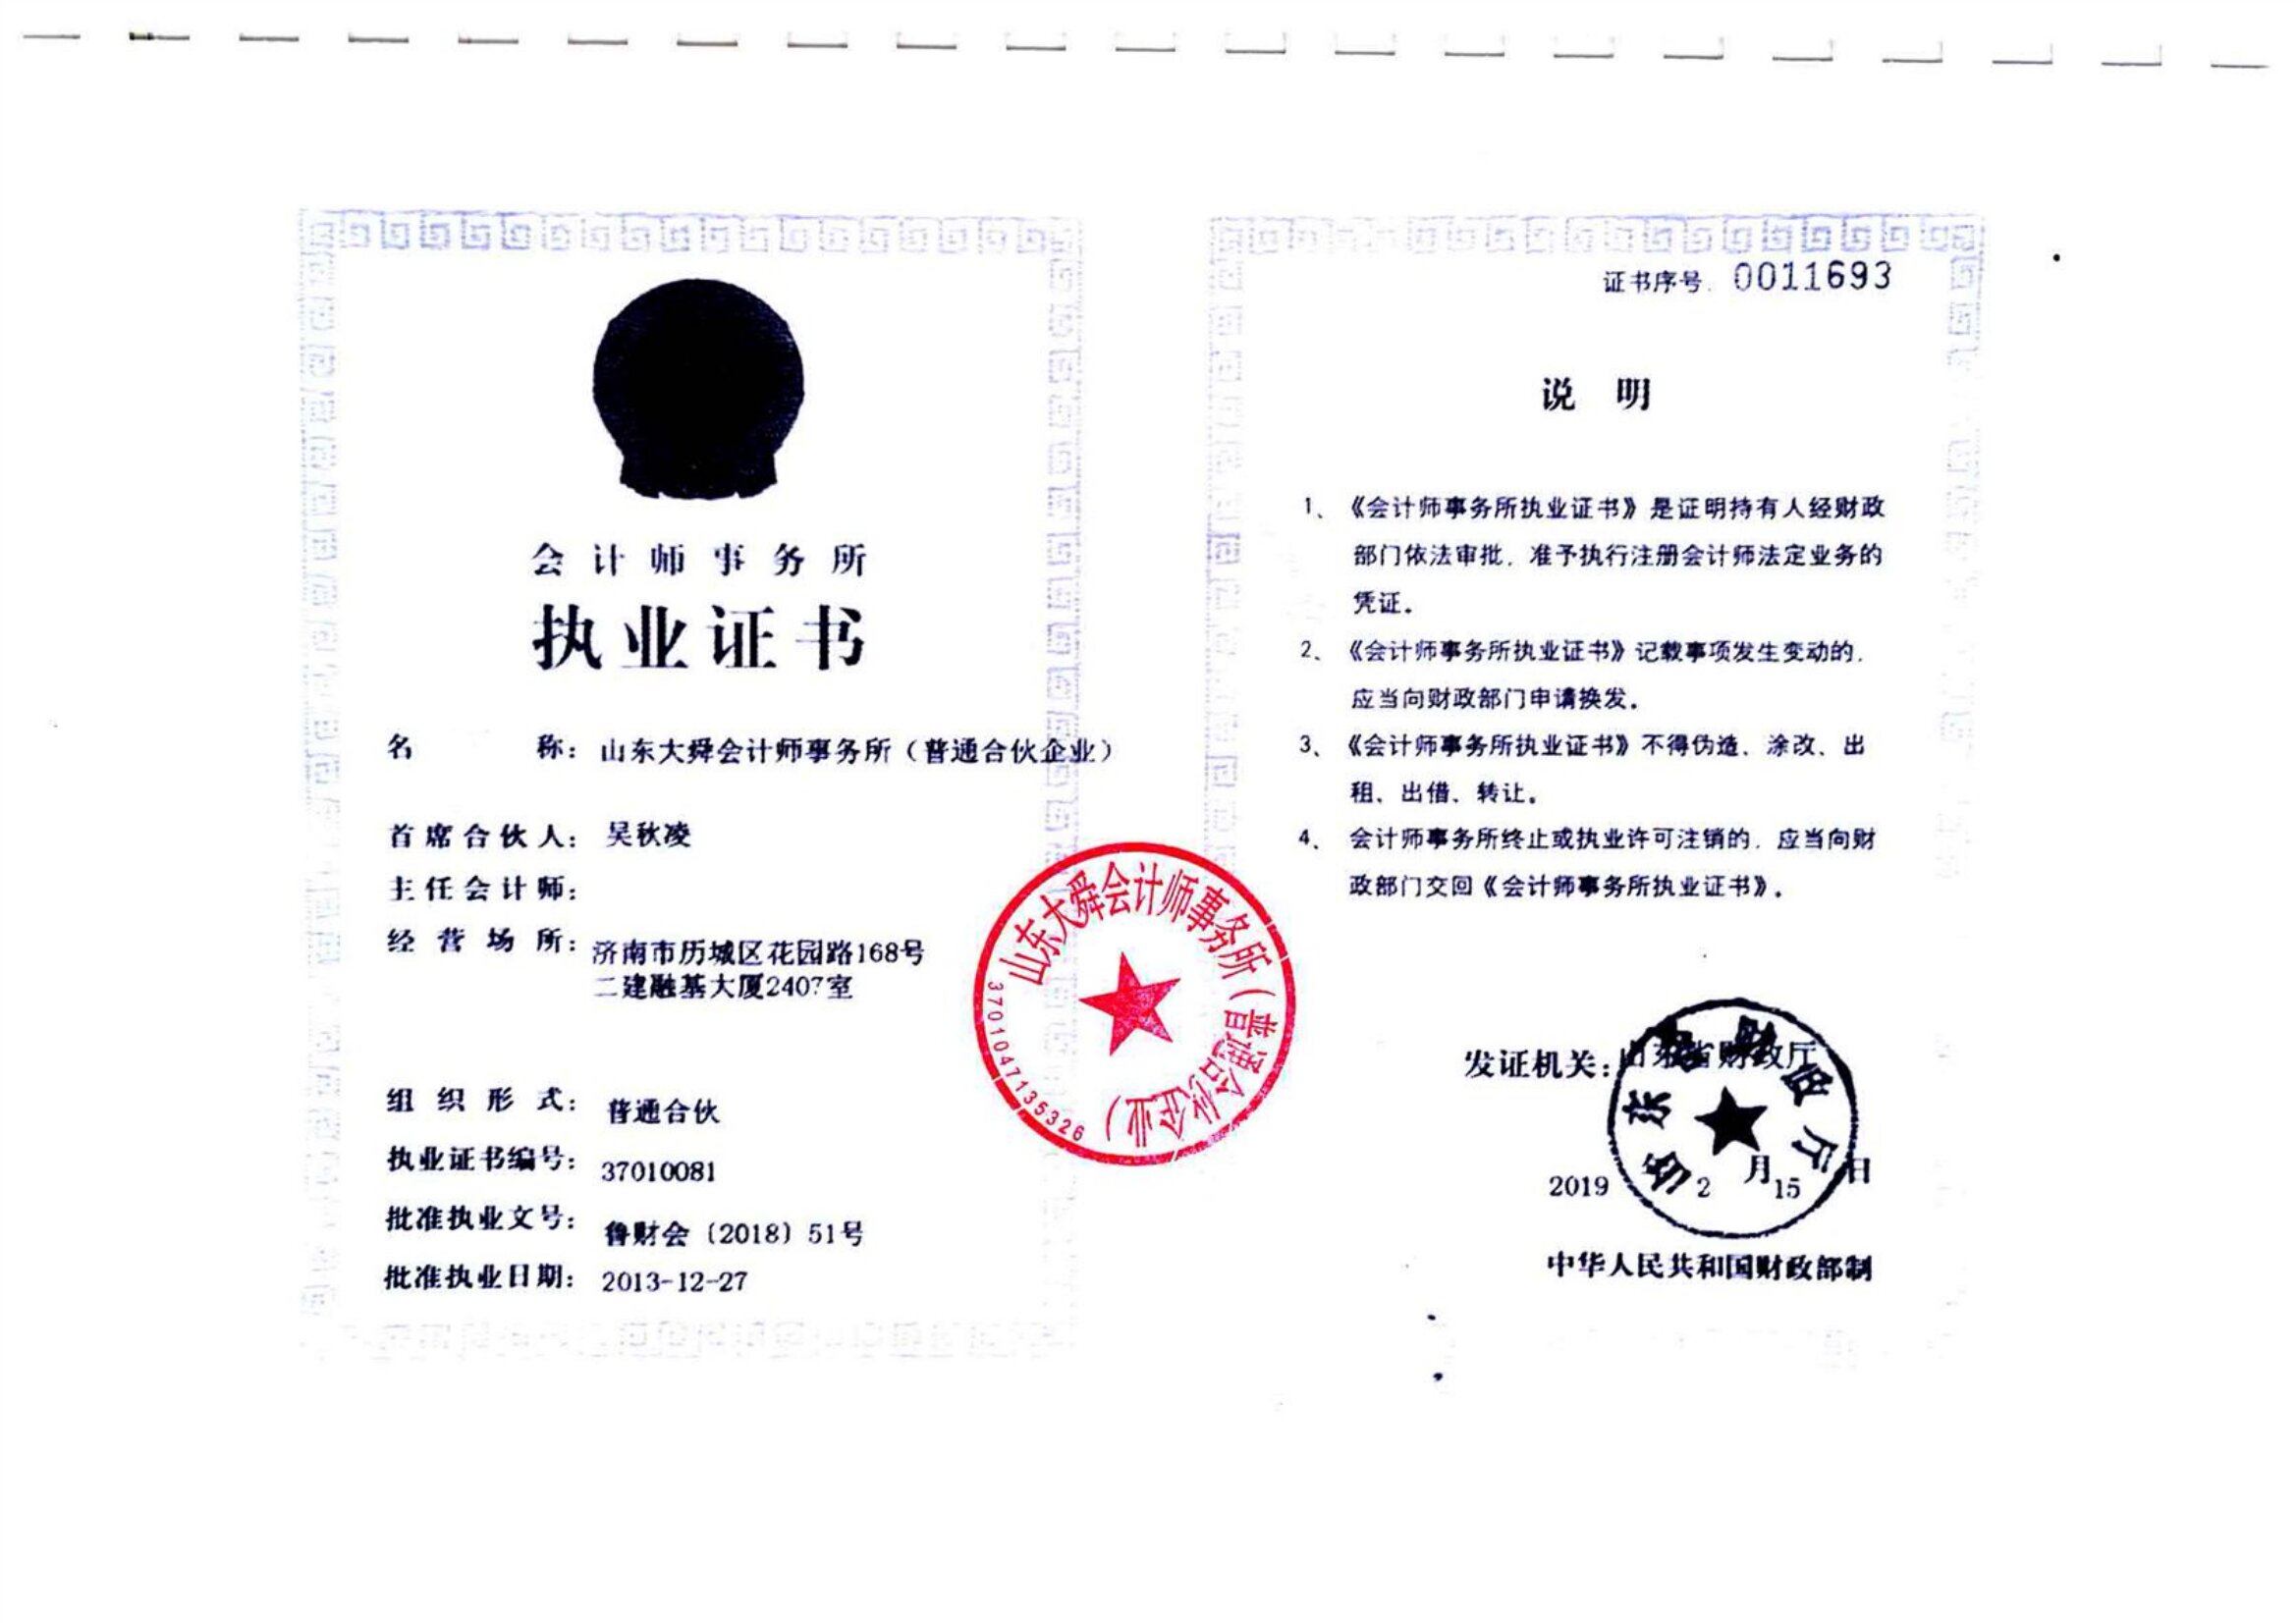 会计师事务所
执业证书
名 称：山东大舜会计师事务所（普通合伙企业）
首席合伙人：吴秋凌
主任会计师：
经营场所：济南市历城区花园路168号
二建融基大厦2407室
组织形式：普通合伙
执业证书编号：37010081
批准执业文号：鲁财会〔2018〕51号
批准执业日期：2013-12-27
山东大舜会计师事务所（普通合伙企业）
3701047135326
证书序号：0011693
说 明
1、《会计师事务所执业证书》是证明持有人经财政
部门依法审批，准予执行注册会计师法定业务的
凭证。
2、《会计师事务所执业证书》记载事项发生变动的，
应当向财政部门申请换发。
3、《会计师事务所执业证书》不得伪造、涂改、出
租、出借、转让。
4、会计师事务所终止或执业许可注销的，应当向财
政部门交回《会计师事务所执业证书》。
发证机关：山东省财政厅
山东省财政厅
2019 2月15日
中华人民共和国财政部制